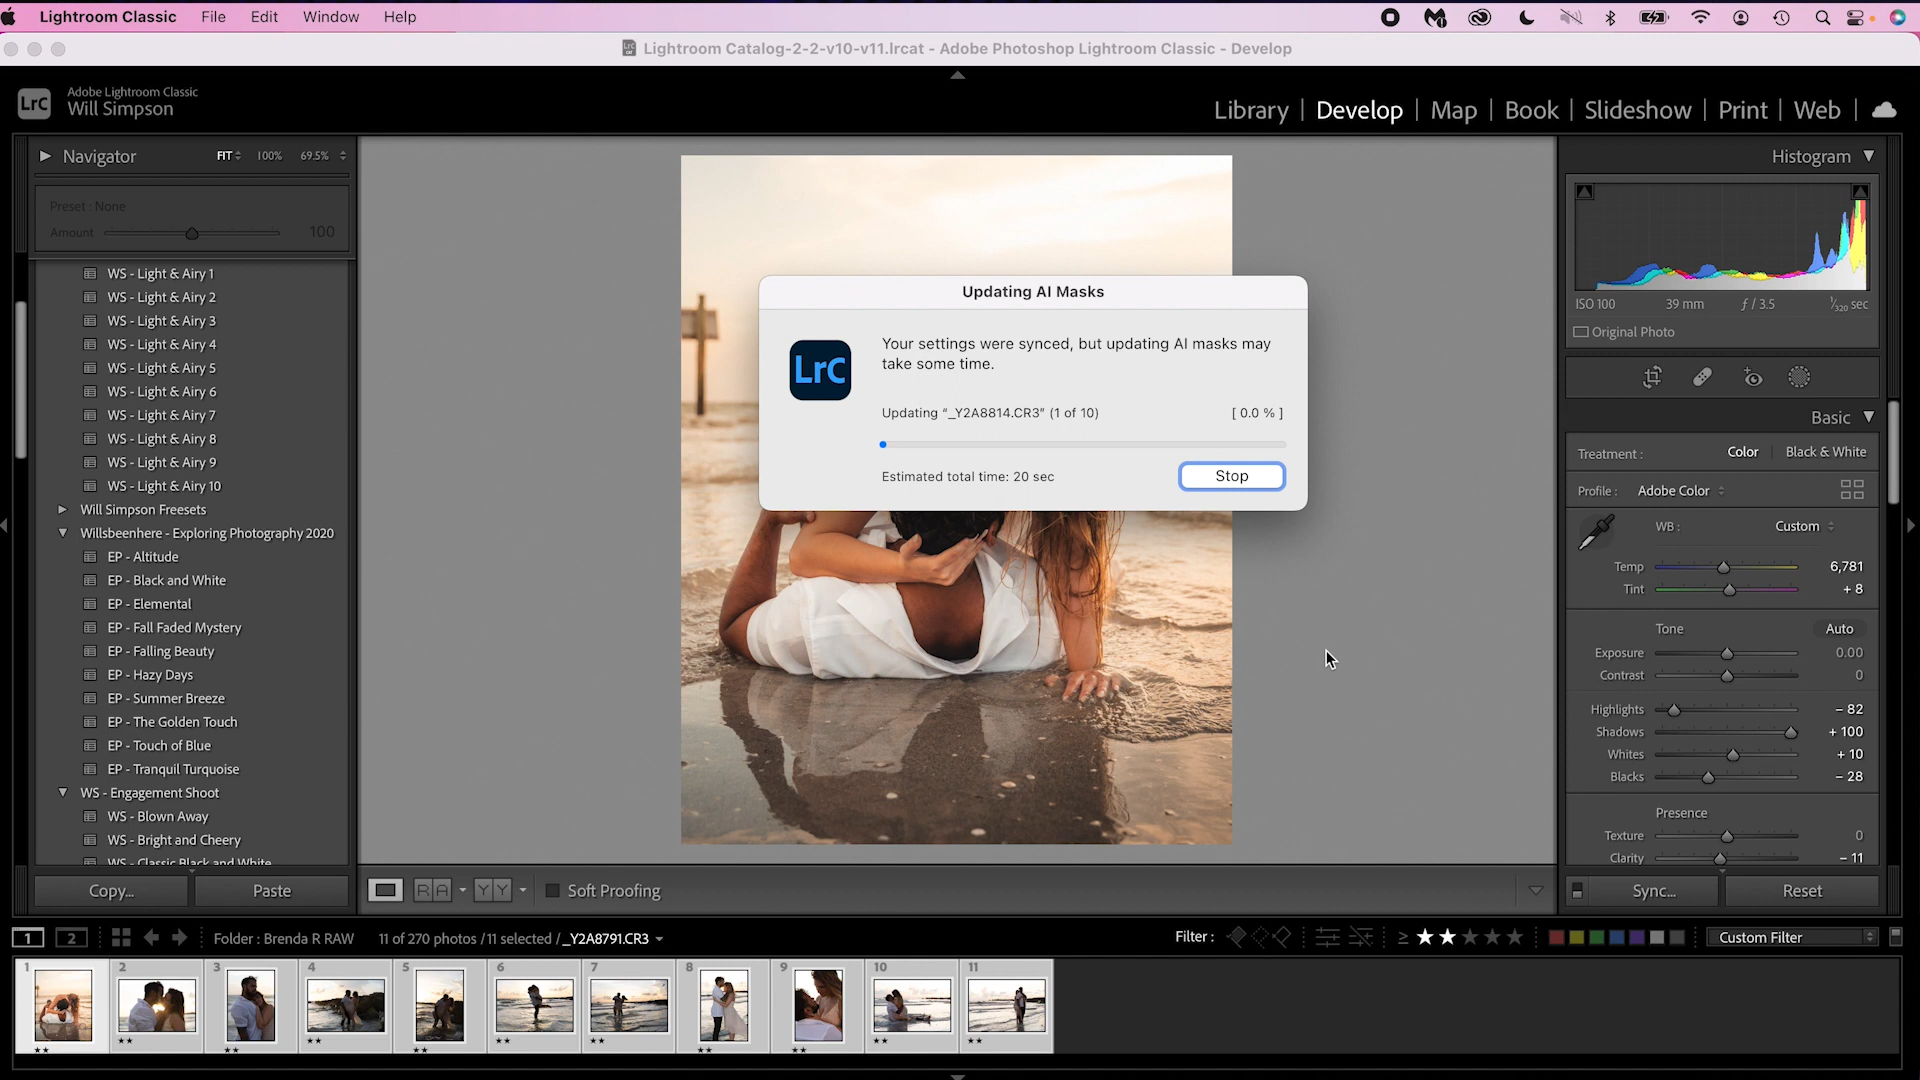 Lightroom Classic File Edit Window Help
Lightroom Catalog-2-2-v10-v11.lrcat - Adobe Photoshop Lightroom Classic - Develop
LrC
Adobe Lightroom Classic
Will Simpson
Library | Develop | Map | Book | Slideshow | Print | Web |
Navigator FIT 100% 69.5%
Preset : None
Amount 100
WS - Light & Airy 1
WS - Light & Airy 2
WS - Light & Airy 3
WS - Light & Airy 4
WS - Light & Airy 5
WS - Light & Airy 6
WS - Light & Airy 7
WS - Light & Airy 8
WS - Light & Airy 9
WS - Light & Airy 10
Will Simpson Freesets
Willsbeenhere - Exploring Photography 2020
EP - Altitude
EP - Black and White
EP - Elemental
EP - Fall Faded Mystery
EP - Falling Beauty
EP - Hazy Days
EP - Summer Breeze
EP - The Golden Touch
EP - Touch of Blue
EP - Tranquil Turquoise
WS - Engagement Shoot
WS - Blown Away
WS - Bright and Cheery
WS - Classic Black and White
Copy... Paste
Updating AI Masks
LrC
Your settings were synced, but updating AI masks may
take some time.
Updating “_Y2A8814.CR3” (1 of 10) [ 0.0 % ]
Estimated total time: 20 sec Stop
Histogram
ISO 100 39 mm ƒ / 3.5 1/320 sec
Original Photo
Basic
Treatment : Color Black & White
Profile : Adobe Color
WB : Custom
Temp 6,781
Tint + 8
Tone Auto
Exposure 0.00
Contrast 0
Highlights - 82
Shadows + 100
Whites + 10
Blacks - 28
Presence
Texture 0
Clarity - 11
Sync... Reset
R A Y Y Soft Proofing
1 2 Folder : Brenda R RAW 11 of 270 photos / 11 selected / _Y2A8791.CR3 Filter : ≥ ★★★★★ Custom Filter
1 2 3 4 5 6 7 8 9 10 11
★★ ★★ ★★ ★★ ★★ ★★ ★★ ★★ ★★ ★★ ★★